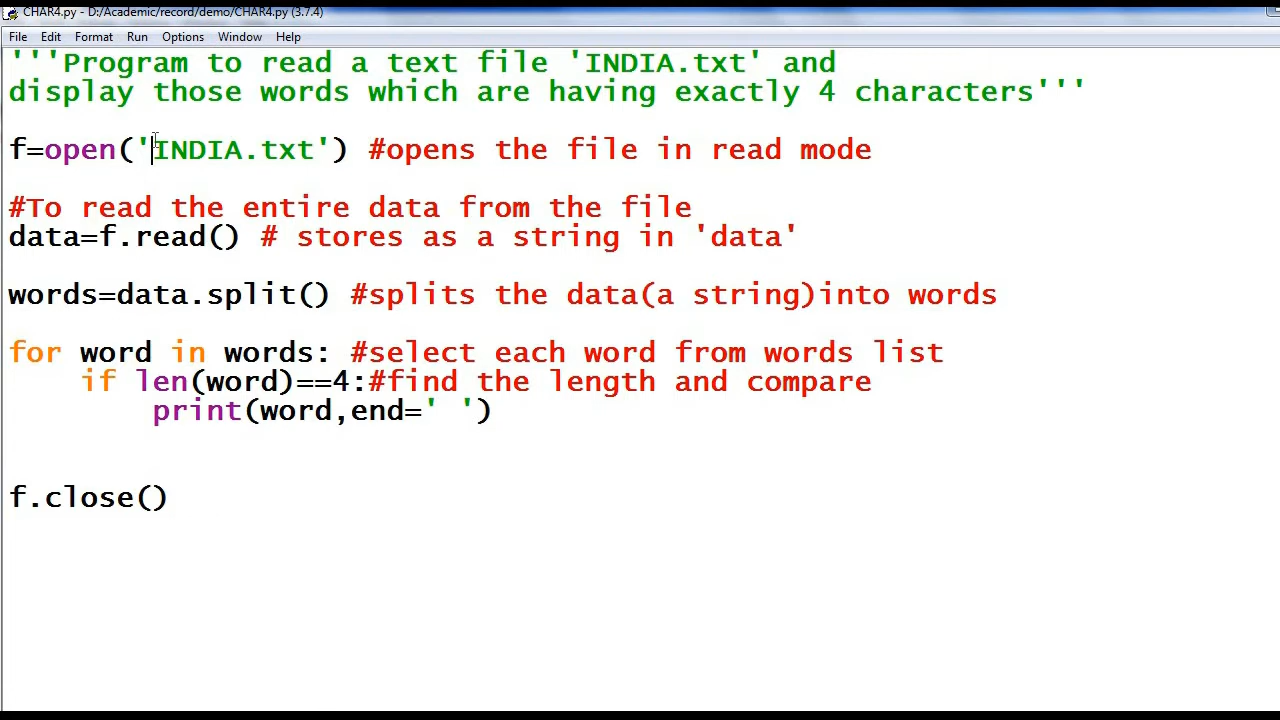 CHAR4.py - D:/Academic/record/demo/CHAR4.py (3.7.4)
File Edit Format Run Options Window Help
'''Program to read a text file 'INDIA.txt' and
display those words which are having exactly 4 characters'''
f=open('INDIA.txt') #opens the file in read mode
#To read the entire data from the file
data=f.read() # stores as a string in 'data'
words=data.split() #splits the data(a string)into words
for word in words: #select each word from words list
    if len(word)==4:#find the length and compare
        print(word,end=' ')
f.close()